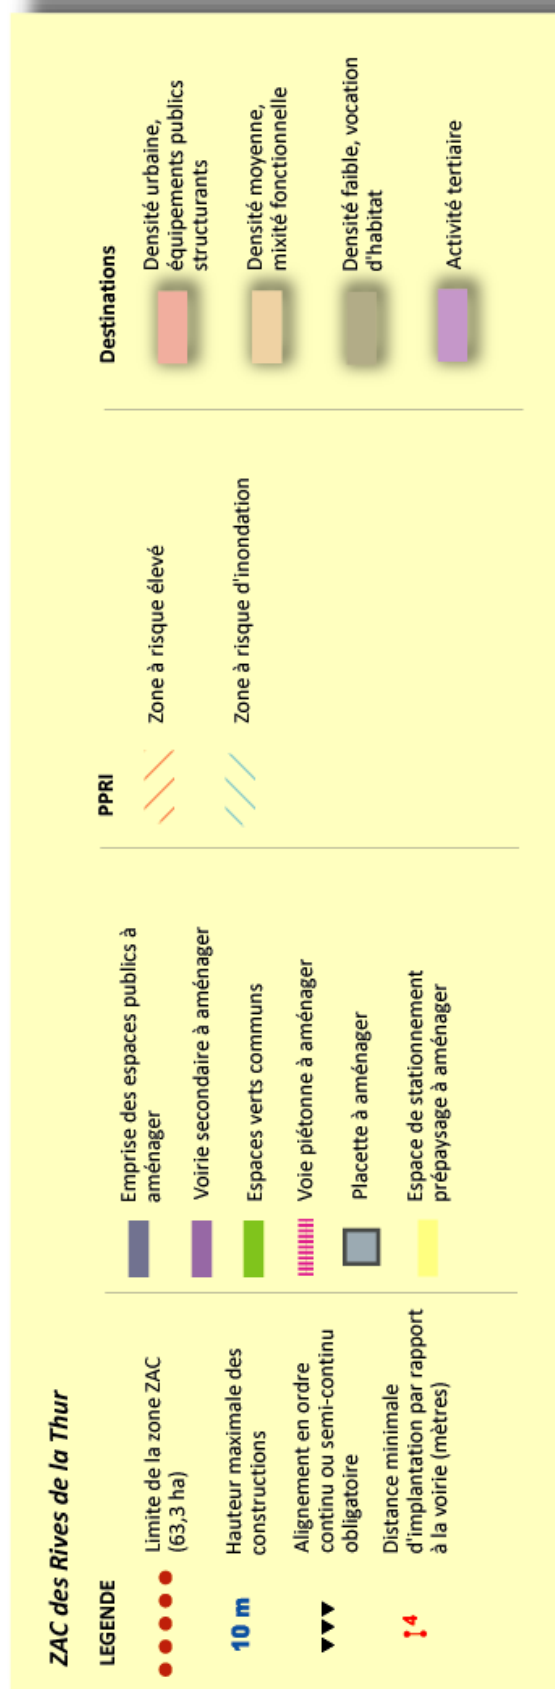 ZAC des Rives de la Thur
LEGENDE
Limite de la zone ZAC
(63,3 ha)
10 m
Hauteur maximale des
constructions
Alignement en ordre
continu ou semi-continu
obligatoire
4
Distance minimale
d'implantation par rapport
à la voirie (mètres)
Emprise des espaces publics à
aménager
Voirie secondaire à aménager
Espaces verts communs
Voie piétonne à aménager
Placette à aménager
Espace de stationnement
prépaysage à aménager
PPRI
Zone à risque élevé
Zone à risque d'inondation
Destinations
Densité urbaine,
équipements publics
structurants
Densité moyenne,
mixité fonctionnelle
Densité faible, vocation
d'habitat
Activité tertiaire